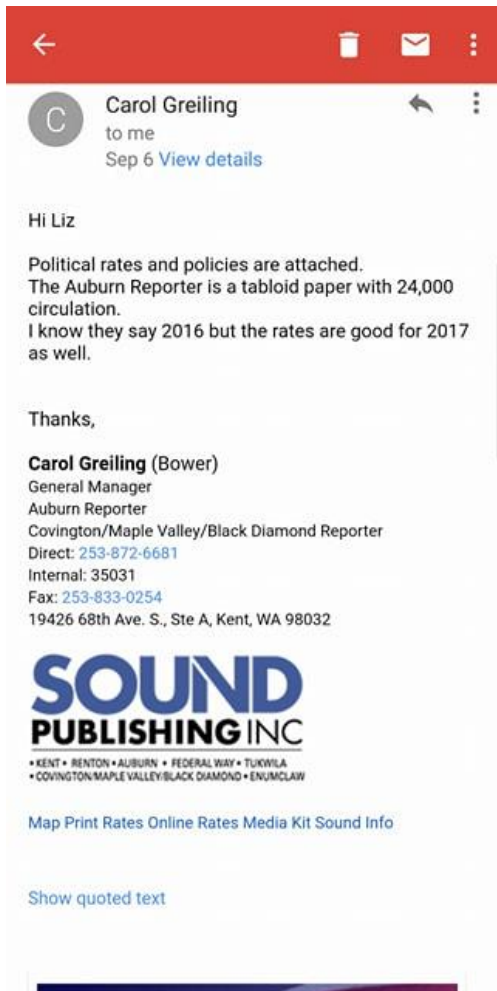 C
Carol Greiling
to me
Sep 6 View details
Hi Liz
Political rates and policies are attached.
The Auburn Reporter is a tabloid paper with 24,000
circulation.
I know they say 2016 but the rates are good for 2017
as well.
Thanks,
Carol Greiling (Bower)
General Manager
Auburn Reporter
Covington/Maple Valley/Black Diamond Reporter
Direct: 253-872-6681
Internal: 35031
Fax: 253-833-0254
19426 68th Ave. S., Ste A, Kent, WA 98032
SOUND
PUBLISHING INC
• KENT • RENTON • AUBURN • FEDERAL WAY • TUKWILA
• COVINGTON/MAPLE VALLEY/BLACK DIAMOND • ENUMCLAW
Map Print Rates Online Rates Media Kit Sound Info
Show quoted text